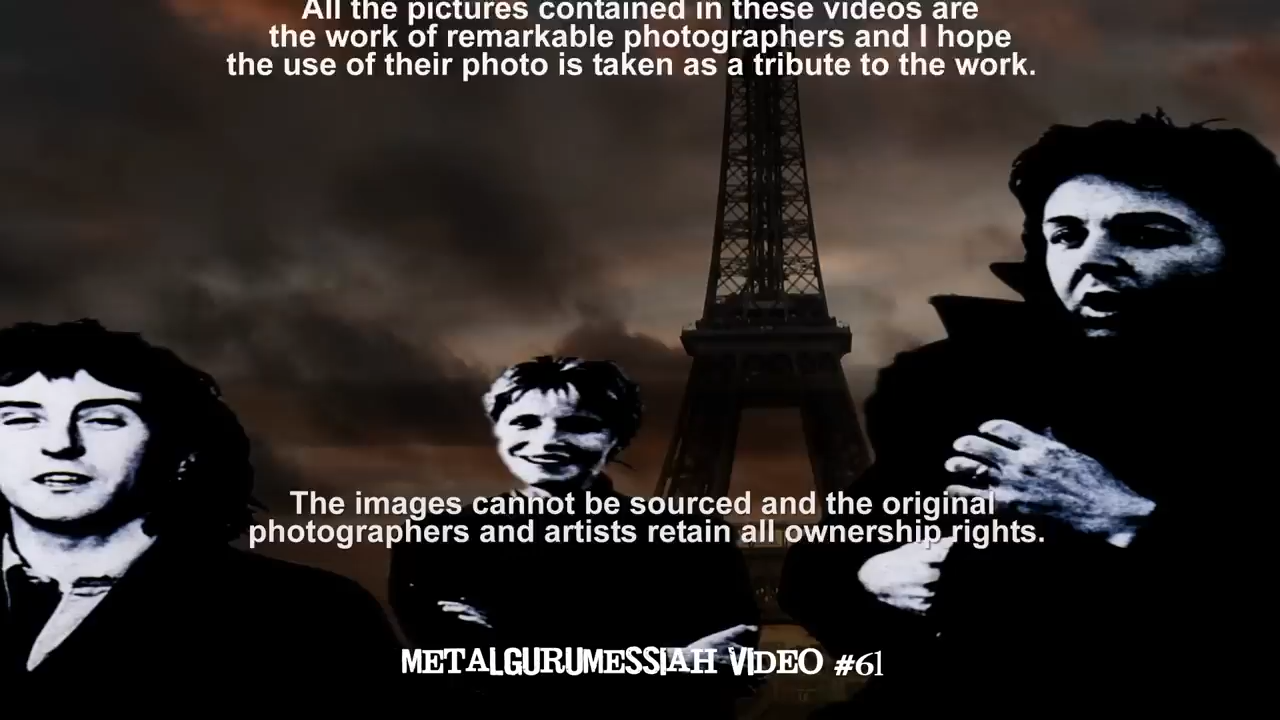 All the pictures contained in these videos are
the work of remarkable photographers and I hope
the use of their photo is taken as a tribute to the work.
The images cannot be sourced and the original
photographers and artists retain all ownership rights.
METALGURUMESSIAH VIDEO #61